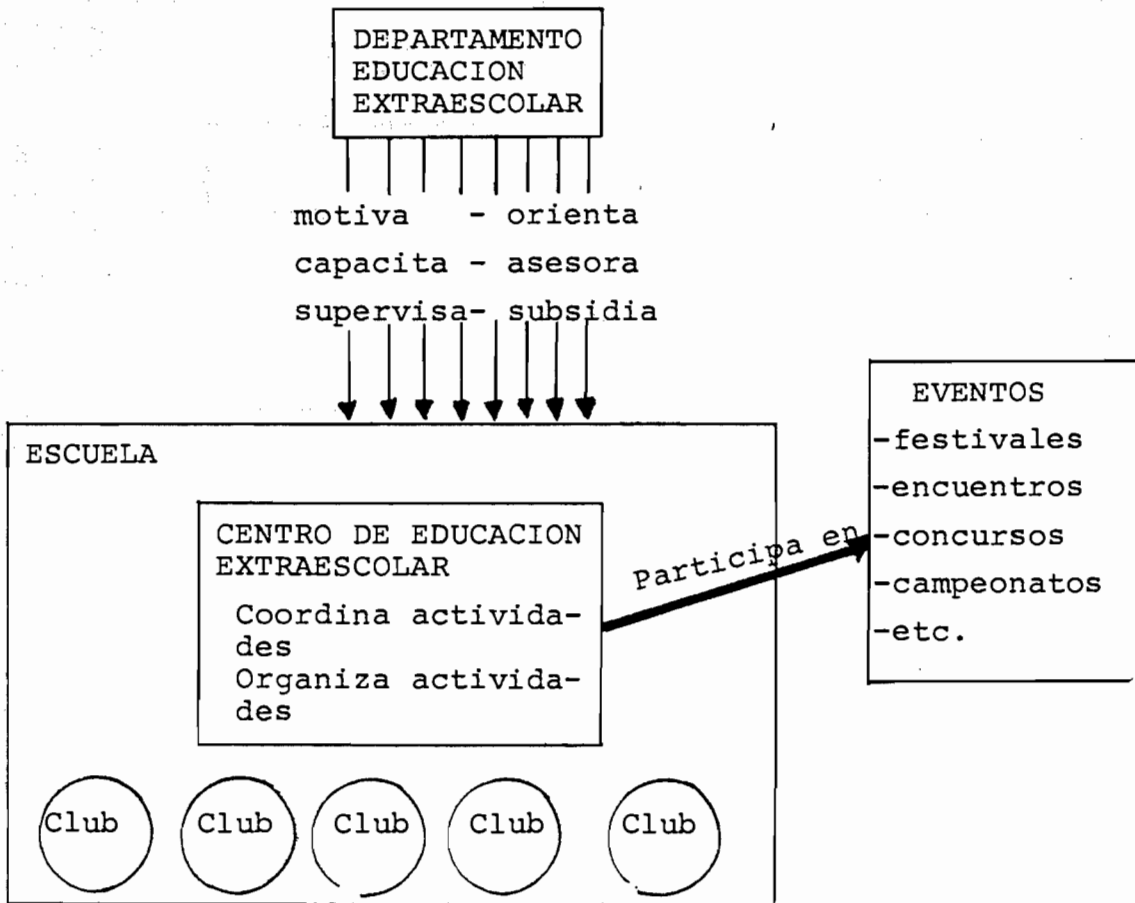 DEPARTAMENTO
EDUCACION
EXTRAESCOLAR
motiva - orienta
capacita - asesora
supervisa- subsidia
ESCUELA
CENTRO DE EDUCACION
EXTRAESCOLAR
Coordina activida-
des
Organiza activida-
des
Participa en
EVENTOS
-festivales
-encuentros
-concursos
-campeonatos
-etc.
Club Club Club Club Club